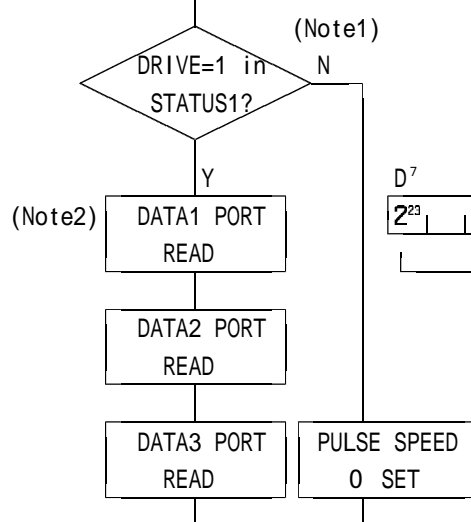 (Note1)
DRIVE=1 in
STATUS1?
N
Y
(Note2)
DATA1 PORT
READ
D⁷
2²³
DATA2 PORT
READ
DATA3 PORT
READ
PULSE SPEED
0 SET